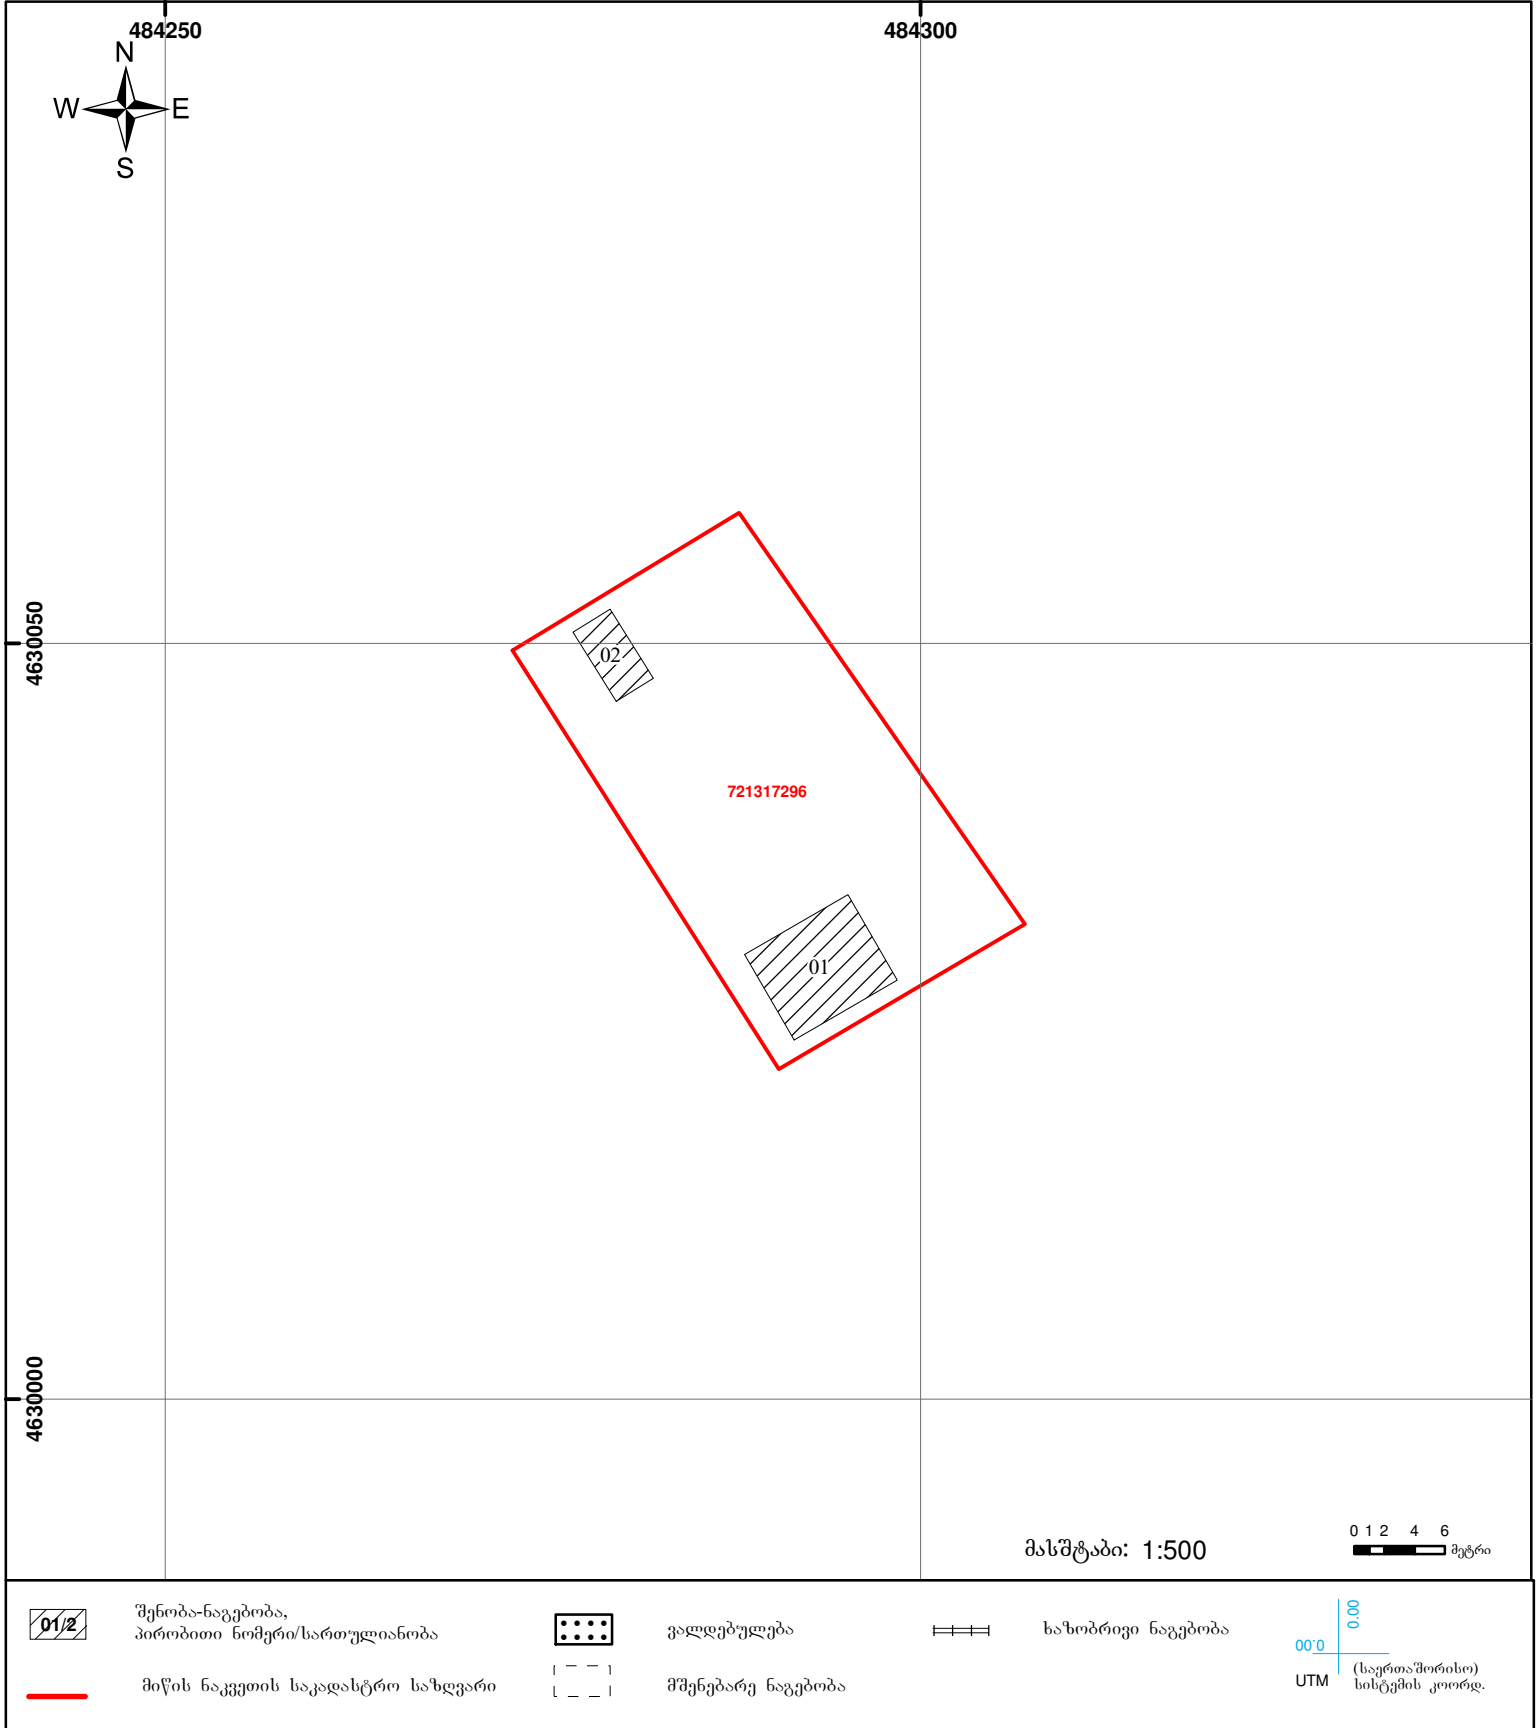 484250
484300
N
W
E
S
4630050
02
721317296
01
4630000
მასშტაბი: 1:500
0 1 2 4 6
მეტრი
01/2
შენობა-ნაგებობა,
პირობითი ნომერი/სართულიანობა
ვალდებულება
ხაზობრივი ნაგებობა
0.00
0.00
UTM
(საერთაშორისო)
სისტემის კოორდ.
მიწის ნაკვეთის საკადასტრო საზღვარი
მშენებარე ნაგებობა